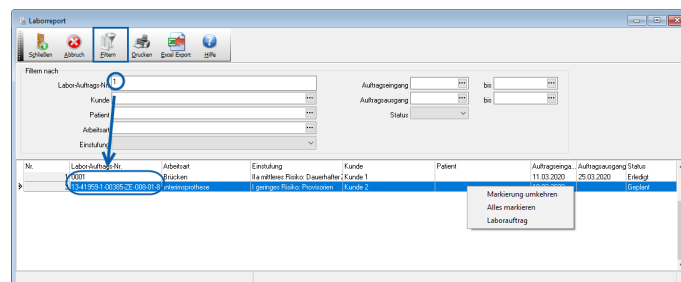 Laborreport
Schließen Abbruch Filtern Drucken Excel Export Hilfe
Filtern nach
Labor-Auftrags-Nr. 1 Auftragseingang bis
Kunde Auftragsausgang bis
Patient Status
Arbeitsart
Einstufung
Nr. Labor-Auftrags-Nr. Arbeitsart Einstufung Kunde Patient Auftragseinga... Auftragsausgang Status
1 0001 Brücken IIa mittleres Risiko: Dauerhafter Z Kunde 1 11.03.2020 25.03.2020 Erledigt
13-41959-1-00385-ZE-008-01-8 interimsprothese I geringes Risiko: Provisorien Kunde 2 Geplant
Markierung umkehren
Alles markieren
Laborauftrag